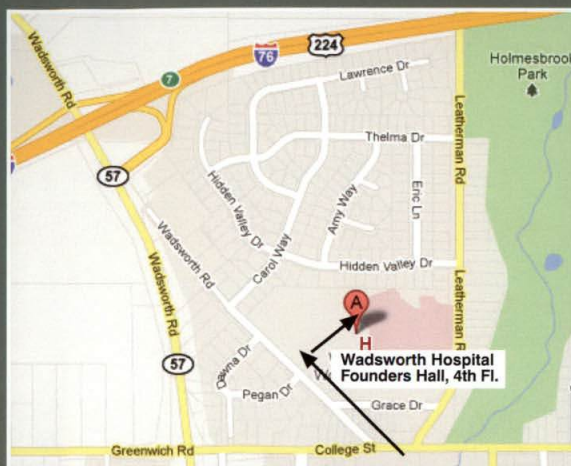 224
76
Holmesbrook
Park
Wadsworth Rd
7
Lawrence Dr
Leatherman Rd
Thelma Dr
57
Hidden Valley Dr
Amy Way
Eric Ln
Wadsworth Rd
Carol Way
Wadsworth Rd
Hidden Valley Dr
A
Leatherman Rd
H
Wadsworth Hospital
Founders Hall, 4th Fl.
57
Dawna Dr
Pegan Dr
Grace Dr
Greenwich Rd
College St